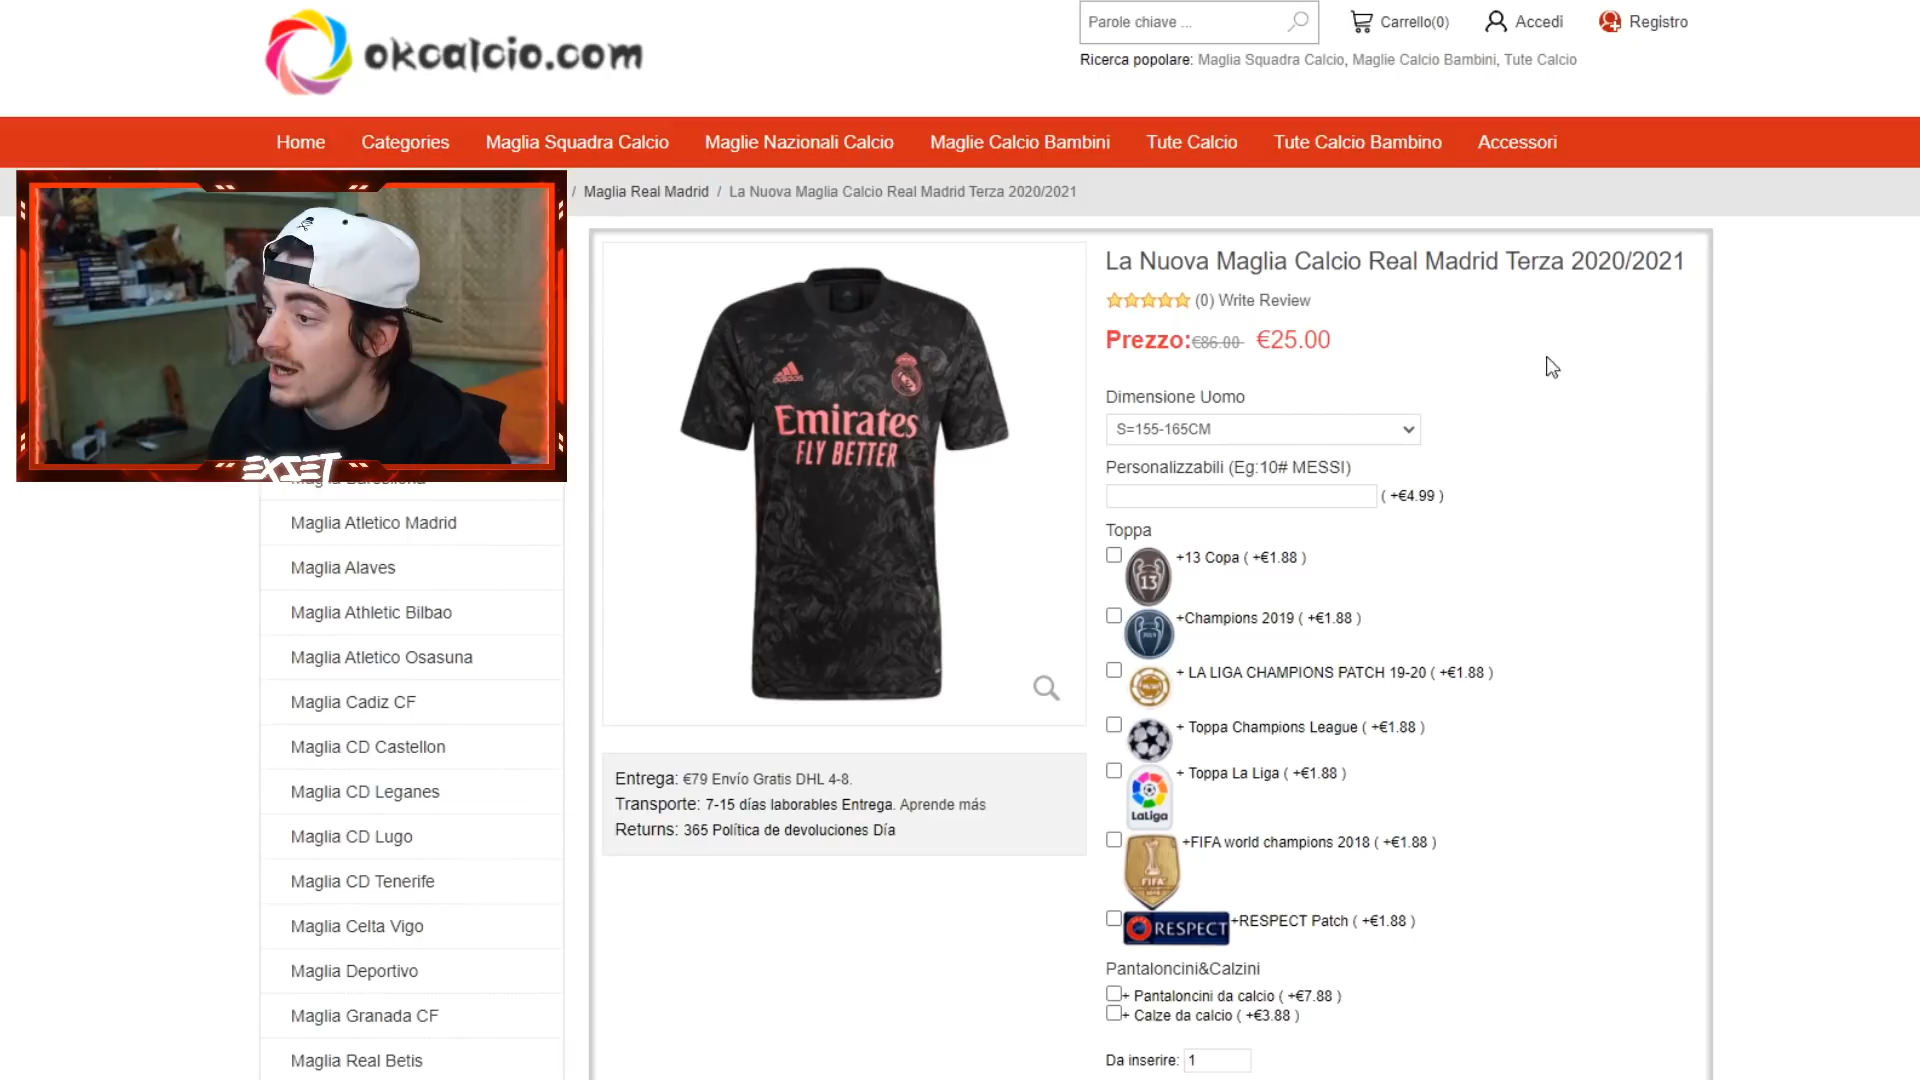 okcalcio.com
Parole chiave ...
Carrello(0)
Accedi
Registro
Ricerca popolare: Maglia Squadra Calcio, Maglie Calcio Bambini, Tute Calcio
Home
Categories
Maglia Squadra Calcio
Maglie Nazionali Calcio
Maglie Calcio Bambini
Tute Calcio
Tute Calcio Bambino
Accessori
/ Maglia Real Madrid / La Nuova Maglia Calcio Real Madrid Terza 2020/2021
EXSET
Maglia Atletico Madrid
Maglia Alaves
Maglia Athletic Bilbao
Maglia Atletico Osasuna
Maglia Cadiz CF
Maglia CD Castellon
Maglia CD Leganes
Maglia CD Lugo
Maglia CD Tenerife
Maglia Celta Vigo
Maglia Deportivo
Maglia Granada CF
Maglia Real Betis
adidas
Emirates
FLY BETTER
Entrega: €79 Envío Gratis DHL 4-8.
Transporte: 7-15 días laborables Entrega. Aprende más
Returns: 365 Política de devoluciones Día
La Nuova Maglia Calcio Real Madrid Terza 2020/2021
(0) Write Review
Prezzo:€86.00 €25.00
Dimensione Uomo
S=155-165CM
Personalizzabili (Eg:10# MESSI)
( +€4.99 )
Toppa
13
+13 Copa ( +€1.88 )
+Champions 2019 ( +€1.88 )
+ LA LIGA CHAMPIONS PATCH 19-20 ( +€1.88 )
+ Toppa Champions League ( +€1.88 )
LaLiga
+ Toppa La Liga ( +€1.88 )
FIFA
+FIFA world champions 2018 ( +€1.88 )
RESPECT
+RESPECT Patch ( +€1.88 )
Pantaloncini&Calzini
+ Pantaloncini da calcio ( +€7.88 )
+ Calze da calcio ( +€3.88 )
Da inserire: 1